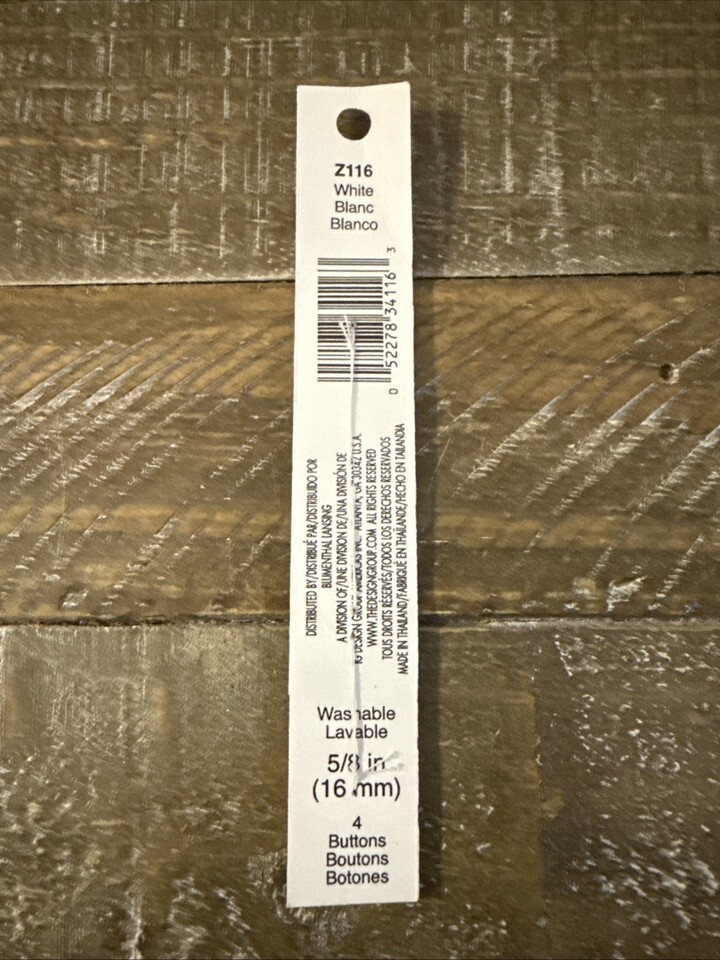 Z116
White
Blanc
Blanco
0 52278 34116 3
DISTRIBUTED BY/DISTRIBUÉ PAR/DISTRIBUIDO POR
BLUMENTHAL LANSING
A DIVISION OF/UNE DIVISION DE/UNA DIVISIÓN DE
IG DESIGN GROUP AMERICAS INC. ATLANTA, GA 30342 U.S.A.
WWW.THEDESIGNGROUP.COM ALL RIGHTS RESERVED
TOUS DROITS RÉSERVÉS/TODOS LOS DERECHOS RESERVADOS
MADE IN THAILAND/FABRIQUÉ EN THAÏLANDE/HECHO EN TAILANDIA
Washable
Lavable
5/8 in
(16 mm)
4
Buttons
Boutons
Botones